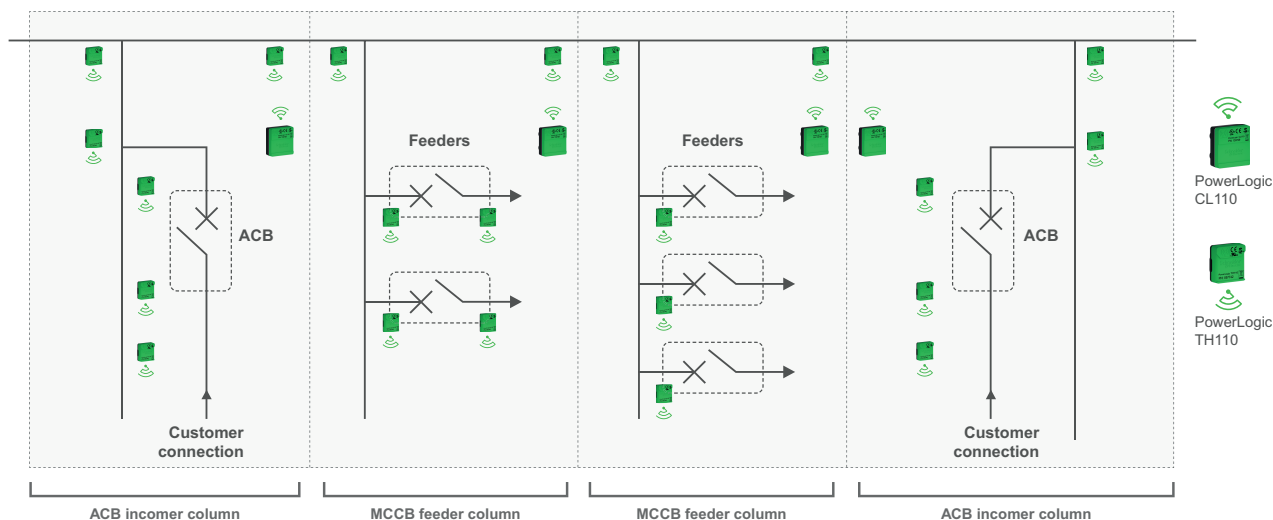 Feeders
Feeders
ACB
ACB
Customer
connection
Customer
connection
PowerLogic
CL110
PowerLogic
TH110
ACB incomer column
MCCB feeder column
MCCB feeder column
ACB incomer column